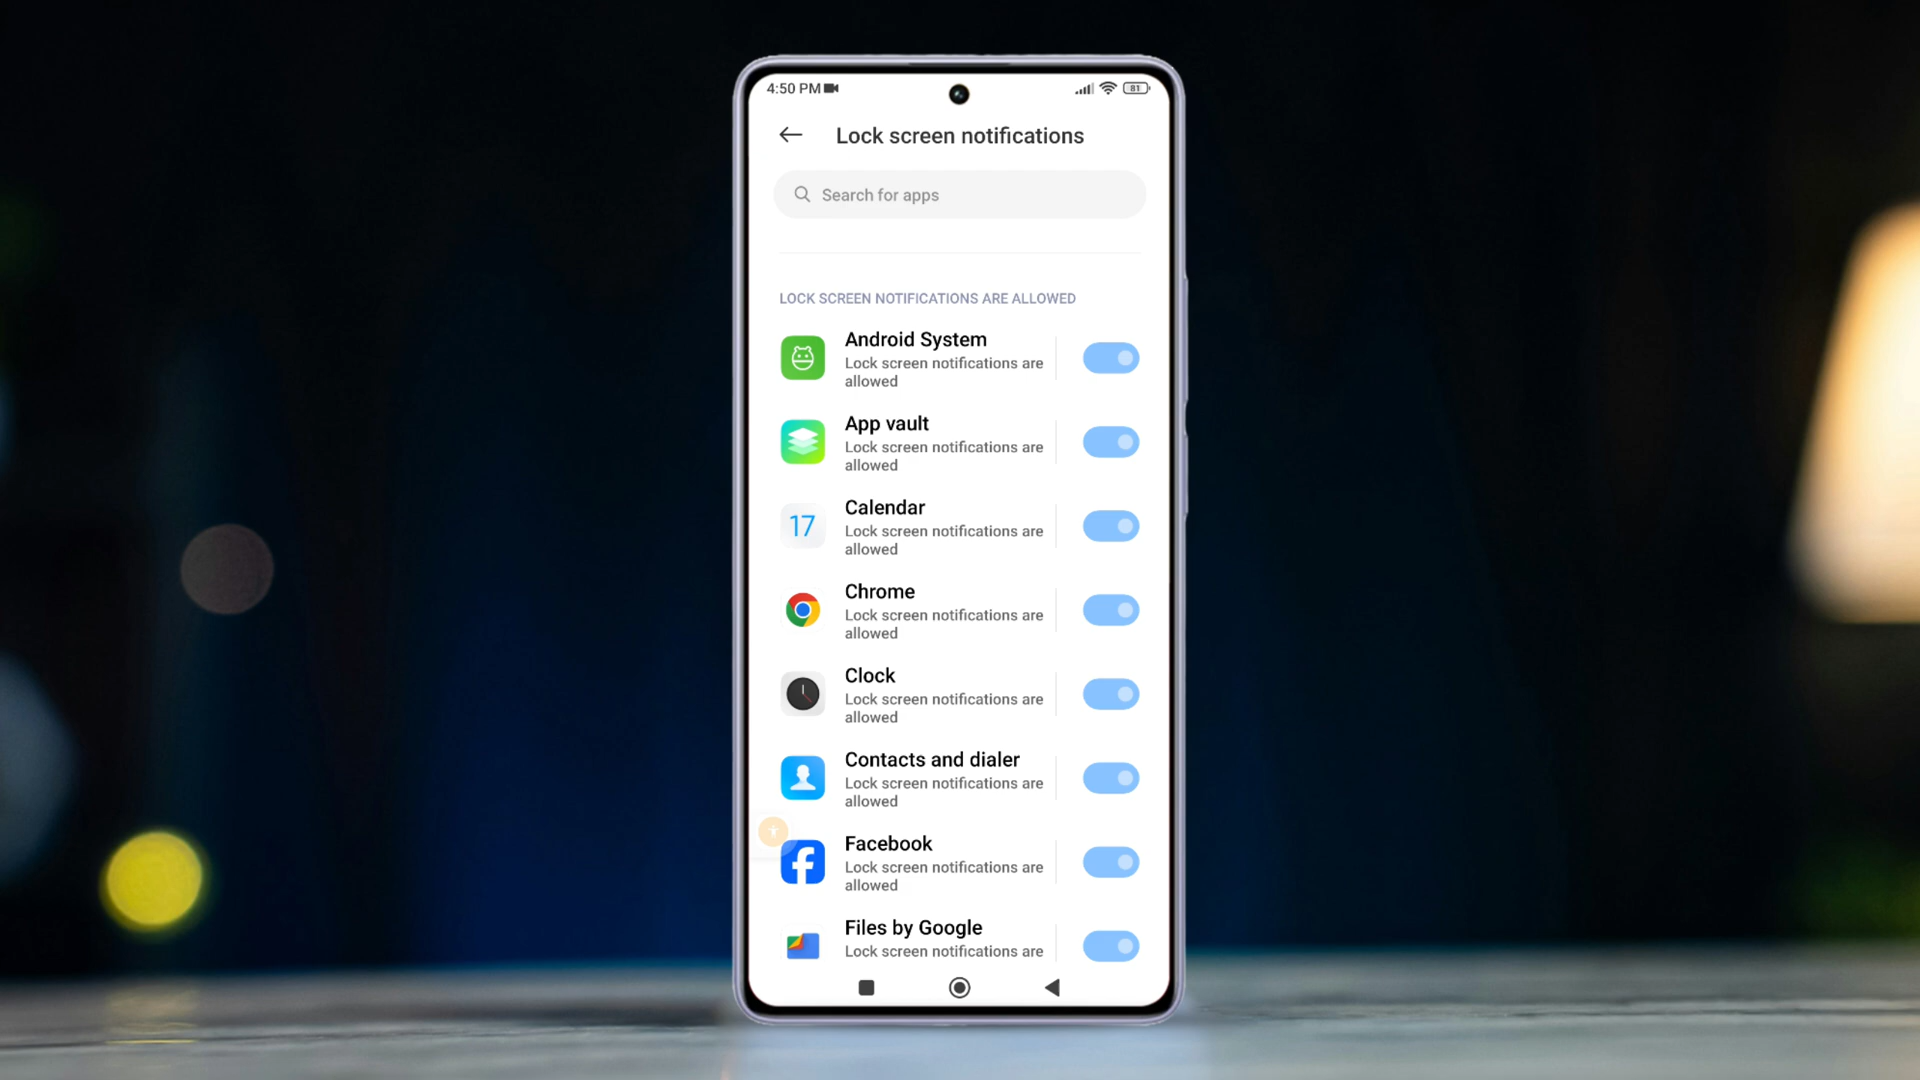 4:50 PM
81
Lock screen notifications
Search for apps
LOCK SCREEN NOTIFICATIONS ARE ALLOWED
Android System
Lock screen notifications are
allowed
App vault
Lock screen notifications are
allowed
17
Calendar
Lock screen notifications are
allowed
Chrome
Lock screen notifications are
allowed
Clock
Lock screen notifications are
allowed
Contacts and dialer
Lock screen notifications are
allowed
Facebook
Lock screen notifications are
allowed
Files by Google
Lock screen notifications are